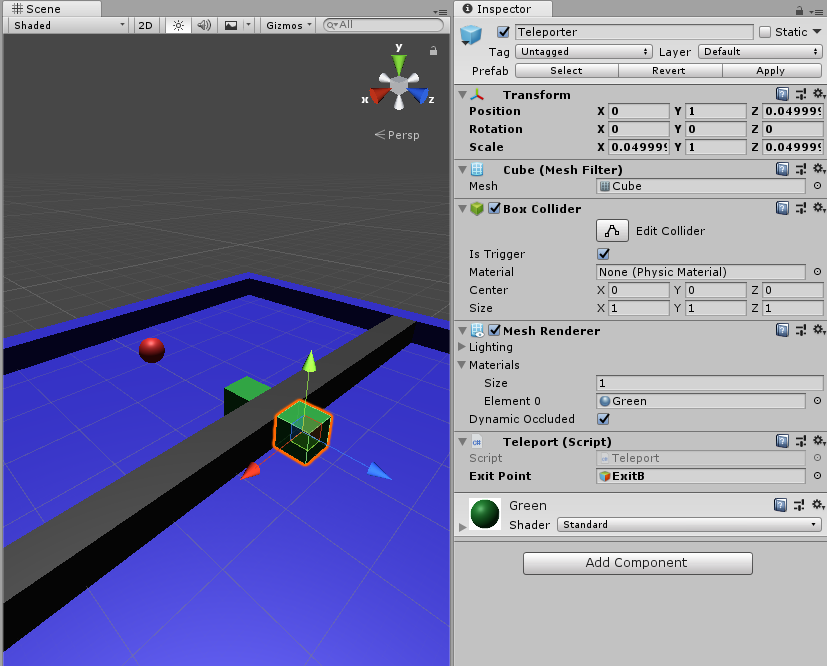 Scene
Shaded 2D Gizmos All
y
x z
Persp
Inspector
Teleporter Static
Tag Untagged Layer Default
Prefab Select Revert Apply
Transform
Position X 0 Y 1 Z 0.049999
Rotation X 0 Y 0 Z 0
Scale X 0.049999 Y 1 Z 0.049999
Cube (Mesh Filter)
Mesh Cube
Box Collider
Edit Collider
Is Trigger
Material None (Physic Material)
Center X 0 Y 0 Z 0
Size X 1 Y 1 Z 1
Mesh Renderer
Lighting
Materials
Size 1
Element 0 Green
Dynamic Occluded
Teleport (Script)
Script Teleport
Exit Point ExitB
Green
Shader Standard
Add Component